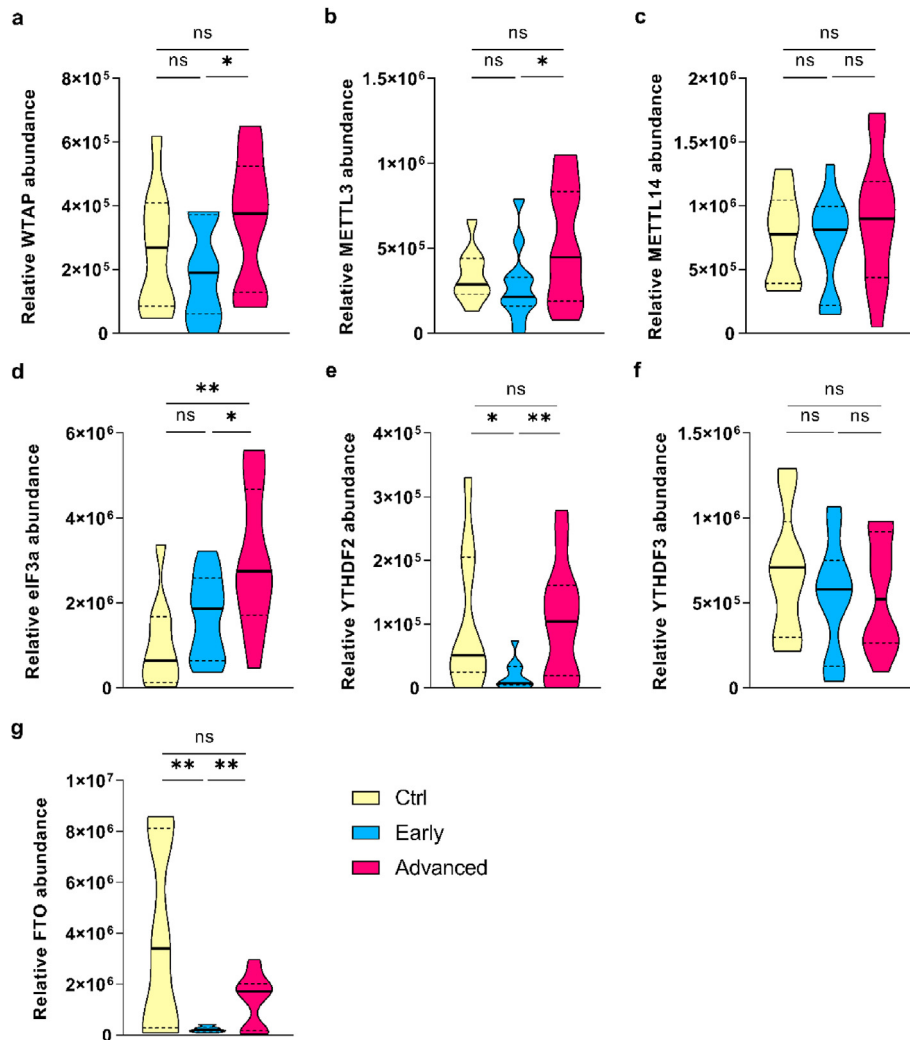 a
ns
ns
*
Relative WTAP abundance
8×10⁵
6×10⁵
4×10⁵
2×10⁵
0
b
ns
ns
*
Relative METTL3 abundance
1.5×10⁶
1×10⁶
5×10⁵
0
c
ns
ns
ns
Relative METTL14 abundance
2×10⁶
1.5×10⁶
1×10⁶
5×10⁵
0
d
**
ns
*
Relative eIF3a abundance
6×10⁶
4×10⁶
2×10⁶
0
e
ns
*
**
Relative YTHDF2 abundance
4×10⁵
3×10⁵
2×10⁵
1×10⁵
0
f
ns
ns
ns
Relative YTHDF3 abundance
1.5×10⁶
1×10⁶
5×10⁵
0
g
ns
**
**
Relative FTO abundance
1×10⁷
8×10⁶
6×10⁶
4×10⁶
2×10⁶
0
Ctrl
Early
Advanced